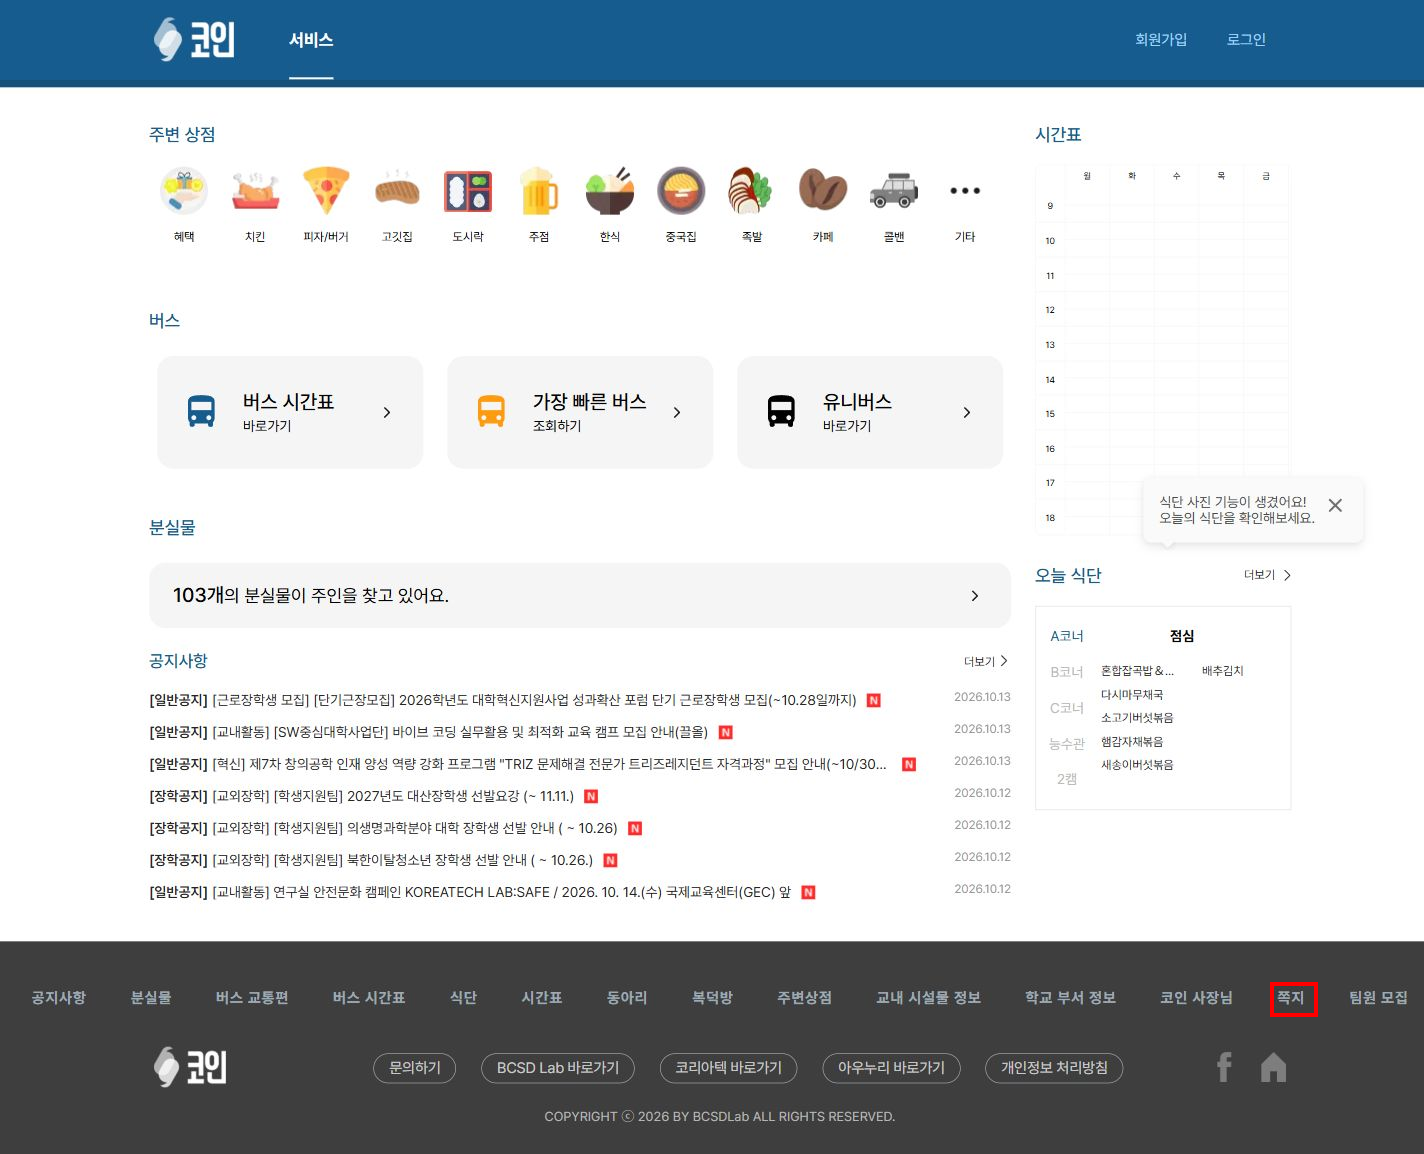 코인
서비스
회원가입
로그인
주변 상점
혜택
치킨
피자/버거
고깃집
도시락
주점
한식
중국집
족발
카페
콜밴
기타
버스
버스 시간표
바로가기
가장 빠른 버스
조회하기
유니버스
바로가기
분실물
103개의 분실물이 주인을 찾고 있어요.
공지사항
더보기
[일반공지] [근로장학생 모집] [단기근장모집] 2026학년도 대학혁신지원사업 성과확산 포럼 단기 근로장학생 모집(~10.28일까지) N 2026.10.13
[일반공지] [교내활동] [SW중심대학사업단] 바이브 코딩 실무활용 및 최적화 교육 캠프 모집 안내(끌올) N 2026.10.13
[일반공지] [혁신] 제7차 창의공학 인재 양성 역량 강화 프로그램 "TRIZ 문제해결 전문가 트리즈레지던트 자격과정" 모집 안내(~10/30... N 2026.10.13
[장학공지] [교외장학] [학생지원팀] 2027년도 대산장학생 선발요강 (~ 11.11.) N 2026.10.12
[장학공지] [교외장학] [학생지원팀] 의생명과학분야 대학 장학생 선발 안내 ( ~ 10.26) N 2026.10.12
[장학공지] [교외장학] [학생지원팀] 북한이탈청소년 장학생 선발 안내 ( ~ 10.26.) N 2026.10.12
[일반공지] [교내활동] 연구실 안전문화 캠페인 KOREATECH LAB:SAFE / 2026. 10. 14.(수) 국제교육센터(GEC) 앞 N 2026.10.12
시간표
월 화 수 목 금
9
10
11
12
13
14
15
16
17
18
식단 사진 기능이 생겼어요!
오늘의 식단을 확인해보세요.
오늘 식단
더보기
A코너
B코너
C코너
능수관
2캠
점심
혼합잡곡밥 & ... 배추김치
다시마무채국
소고기버섯볶음
햄감자채볶음
새송이버섯볶음
공지사항 분실물 버스 교통편 버스 시간표 식단 시간표 동아리 복덕방 주변상점 교내 시설물 정보 학교 부서 정보 코인 사장님 쪽지 팀원 모집
코인
문의하기
BCSD Lab 바로가기
코리아텍 바로가기
아우누리 바로가기
개인정보 처리방침
COPYRIGHT ⓒ 2026 BY BCSDLab ALL RIGHTS RESERVED.